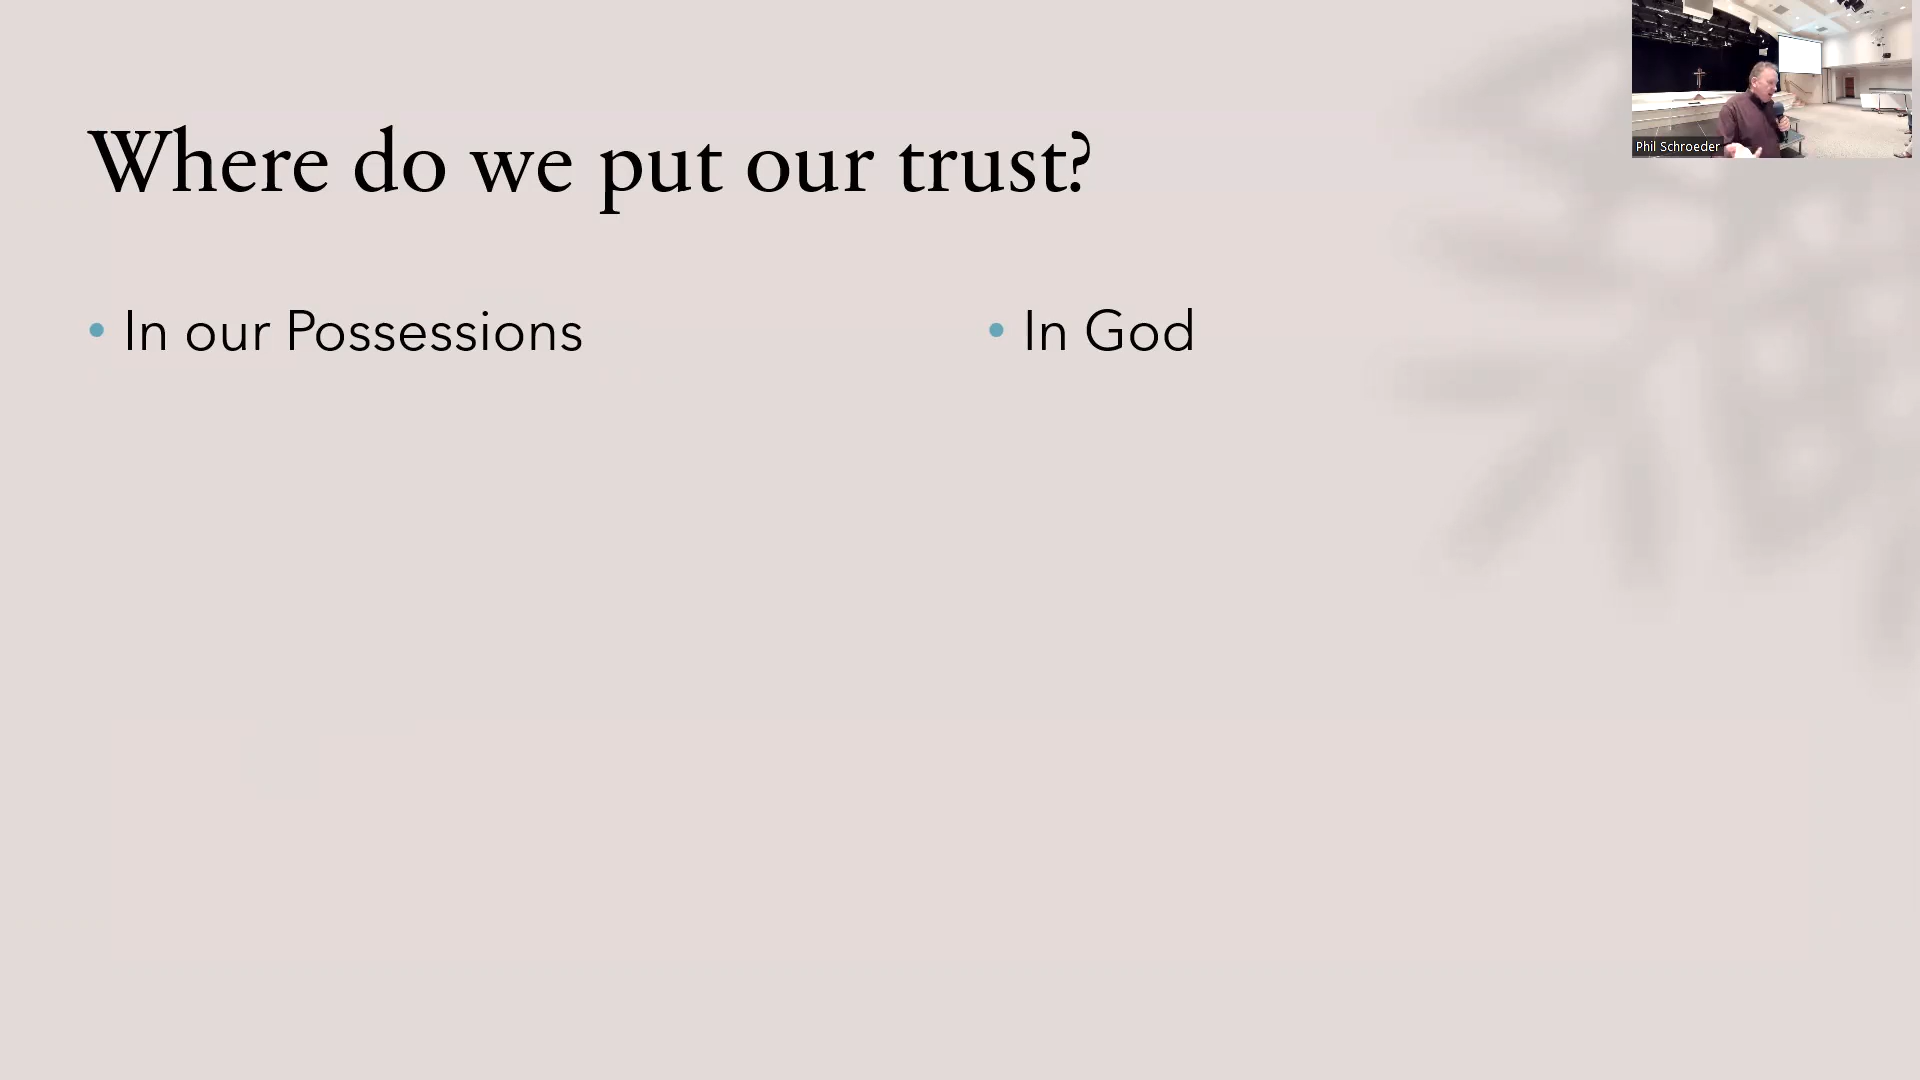 Phil Schroeder
Where do we put our trust?
• In our Possessions
• In God